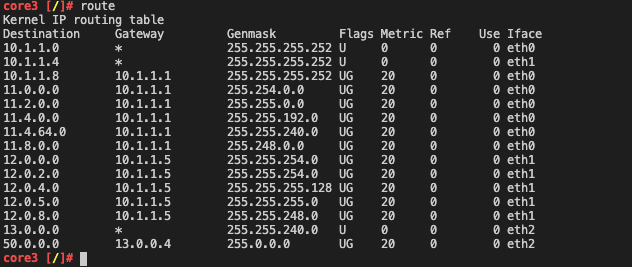 core3 [/]# route
Kernel IP routing table
Destination     Gateway         Genmask         Flags Metric Ref    Use Iface
10.1.1.0        *               255.255.255.252 U     0      0        0 eth0
10.1.1.4        *               255.255.255.252 U     0      0        0 eth1
10.1.1.8        10.1.1.1        255.255.255.252 UG    20     0        0 eth0
11.0.0.0        10.1.1.1        255.254.0.0     UG    20     0        0 eth0
11.2.0.0        10.1.1.1        255.255.0.0     UG    20     0        0 eth0
11.4.0.0        10.1.1.1        255.255.192.0   UG    20     0        0 eth0
11.4.64.0       10.1.1.1        255.255.240.0   UG    20     0        0 eth0
11.8.0.0        10.1.1.1        255.248.0.0     UG    20     0        0 eth0
12.0.0.0        10.1.1.5        255.255.254.0   UG    20     0        0 eth1
12.0.2.0        10.1.1.5        255.255.254.0   UG    20     0        0 eth1
12.0.4.0        10.1.1.5        255.255.255.128 UG    20     0        0 eth1
12.0.5.0        10.1.1.5        255.255.255.0   UG    20     0        0 eth1
12.0.8.0        10.1.1.5        255.255.248.0   UG    20     0        0 eth1
13.0.0.0        *               255.255.240.0   U     0      0        0 eth2
50.0.0.0        13.0.0.4        255.0.0.0       UG    20     0        0 eth2
core3 [/]#